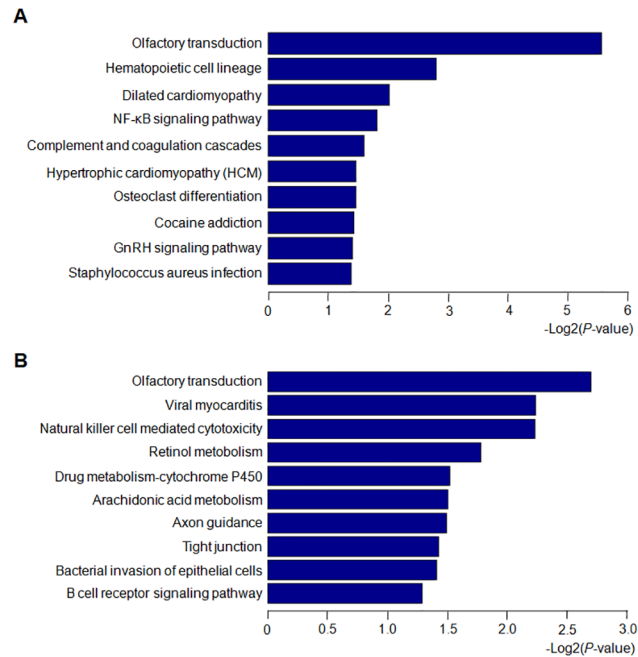 A
Olfactory transduction
Hematopoietic cell lineage
Dilated cardiomyopathy
NF-κB signaling pathway
Complement and coagulation cascades
Hypertrophic cardiomyopathy (HCM)
Osteoclast differentiation
Cocaine addiction
GnRH signaling pathway
Staphylococcus aureus infection
0 1 2 3 4 5 6
-Log2(P-value)
B
Olfactory transduction
Viral myocarditis
Natural killer cell mediated cytotoxicity
Retinol metabolism
Drug metabolism-cytochrome P450
Arachidonic acid metobolism
Axon guidance
Tight junction
Bacterial invasion of epithelial cells
B cell receptor signaling pathway
0 0.5 1.0 1.5 2.0 2.5 3.0
-Log2(P-value)